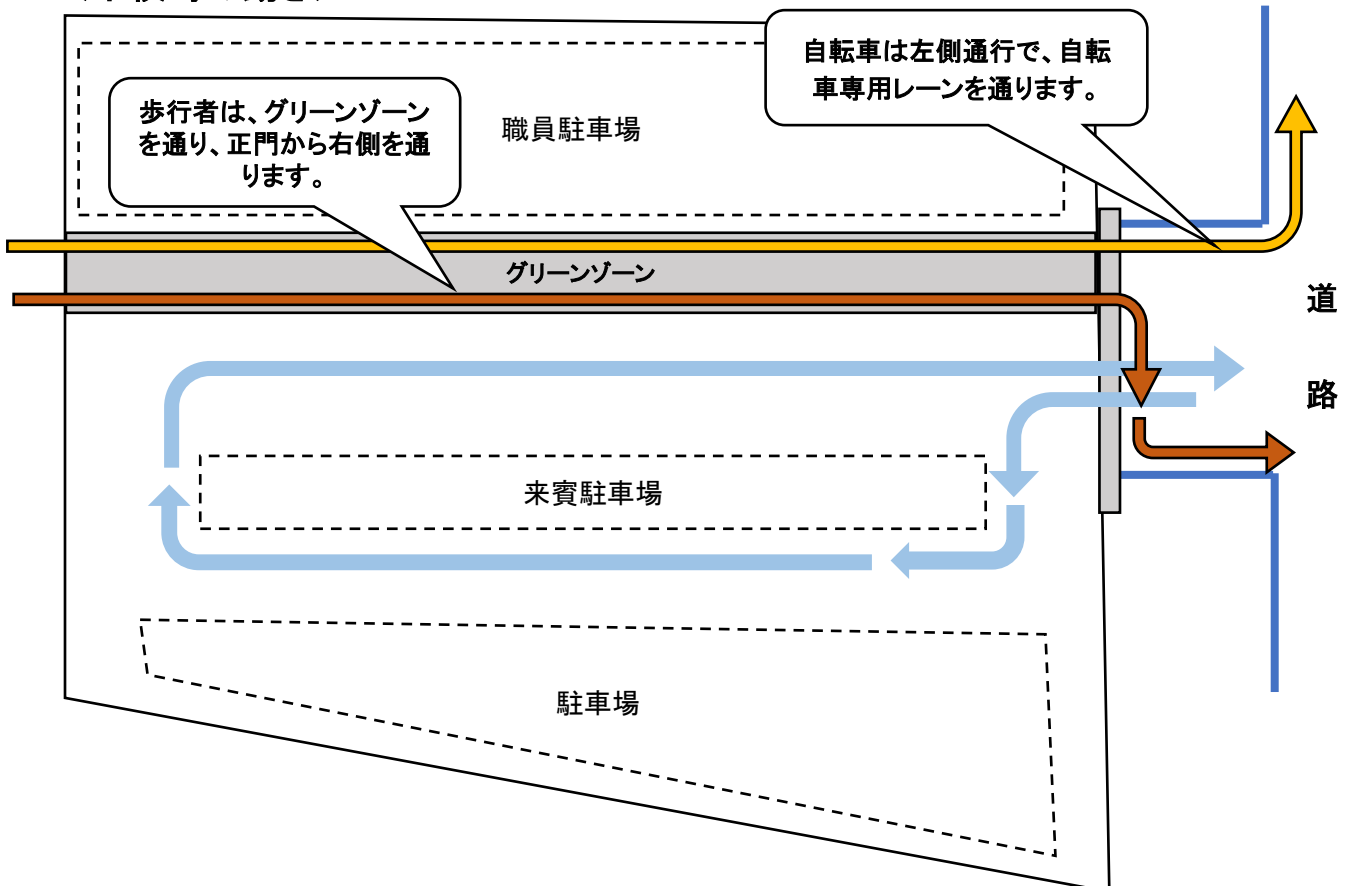 自転車は左側通行で、自転
車専用レーンを通ります。
歩行者は、グリーンゾーン
を通り、正門から右側を通
ります。
職員駐車場
グリーンゾーン
道
路
来賓駐車場
駐車場